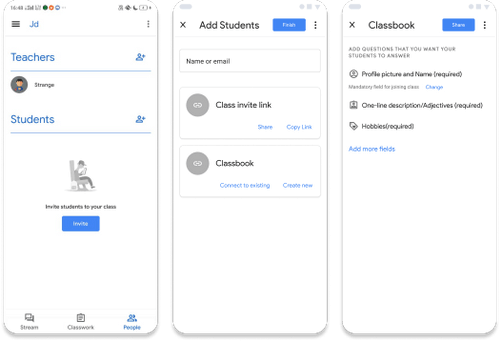 16:48
Jd
Teachers
Strange
Students
Invite students to your class
Invite
Stream
Classwork
People
Add Students
Finish
Name or email
Class invite link
Share
Copy Link
Classbook
Connect to existing
Create new
Classbook
Share
ADD QUESTIONS THAT YOU WANT YOUR
STUDENTS TO ANSWER
Profile picture and Name (required)
Mandatory field for joining class
Change
One-line description/Adjectives (required)
Hobbies(required)
Add more fields